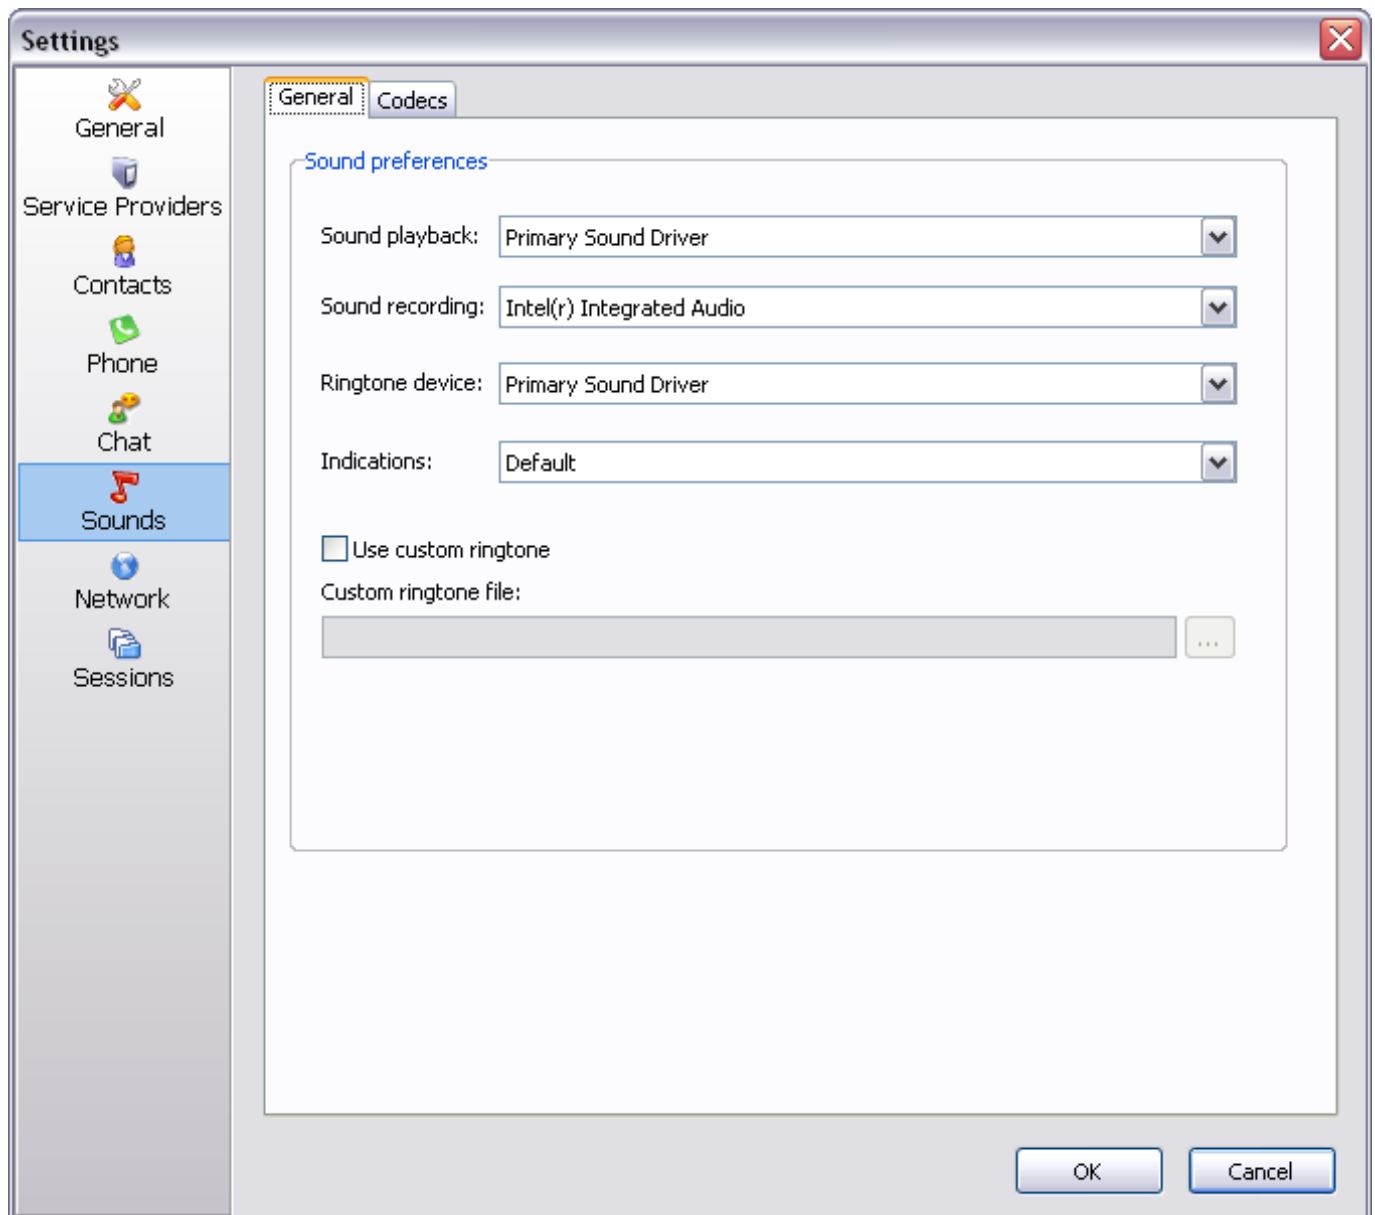 Settings
General
Service Providers
Contacts
Phone
Chat
Sounds
Network
Sessions
General Codecs
Sound preferences
Sound playback: Primary Sound Driver
Sound recording: Intel(r) Integrated Audio
Ringtone device: Primary Sound Driver
Indications: Default
Use custom ringtone
Custom ringtone file:
...
OK Cancel